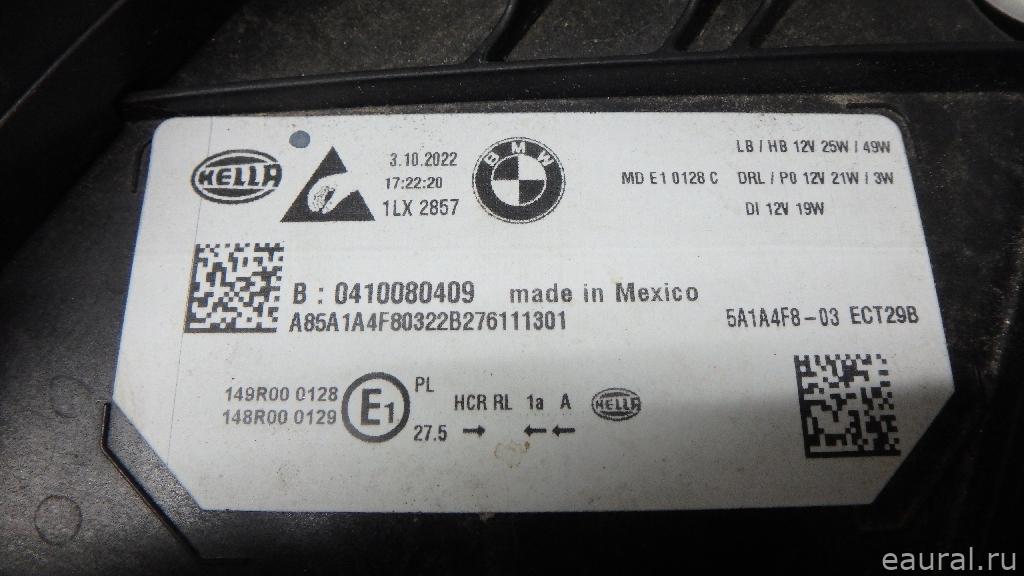 HELLA
3.10.2022
17:22:20
1LX 2857
BMW
MD E1 0128 C
LB / HB 12V 25W / 49W
DRL / PO 12V 21W / 3W
DI 12V 19W
B : 0410080409 made in Mexico
A85A1A4F80322B276111301
5A1A4F8-03 ECT29B
149R00 0128
148R00 0129
E1
PL
27.5 →
HCR RL 1a A
←←
HELLA
eaural.ru